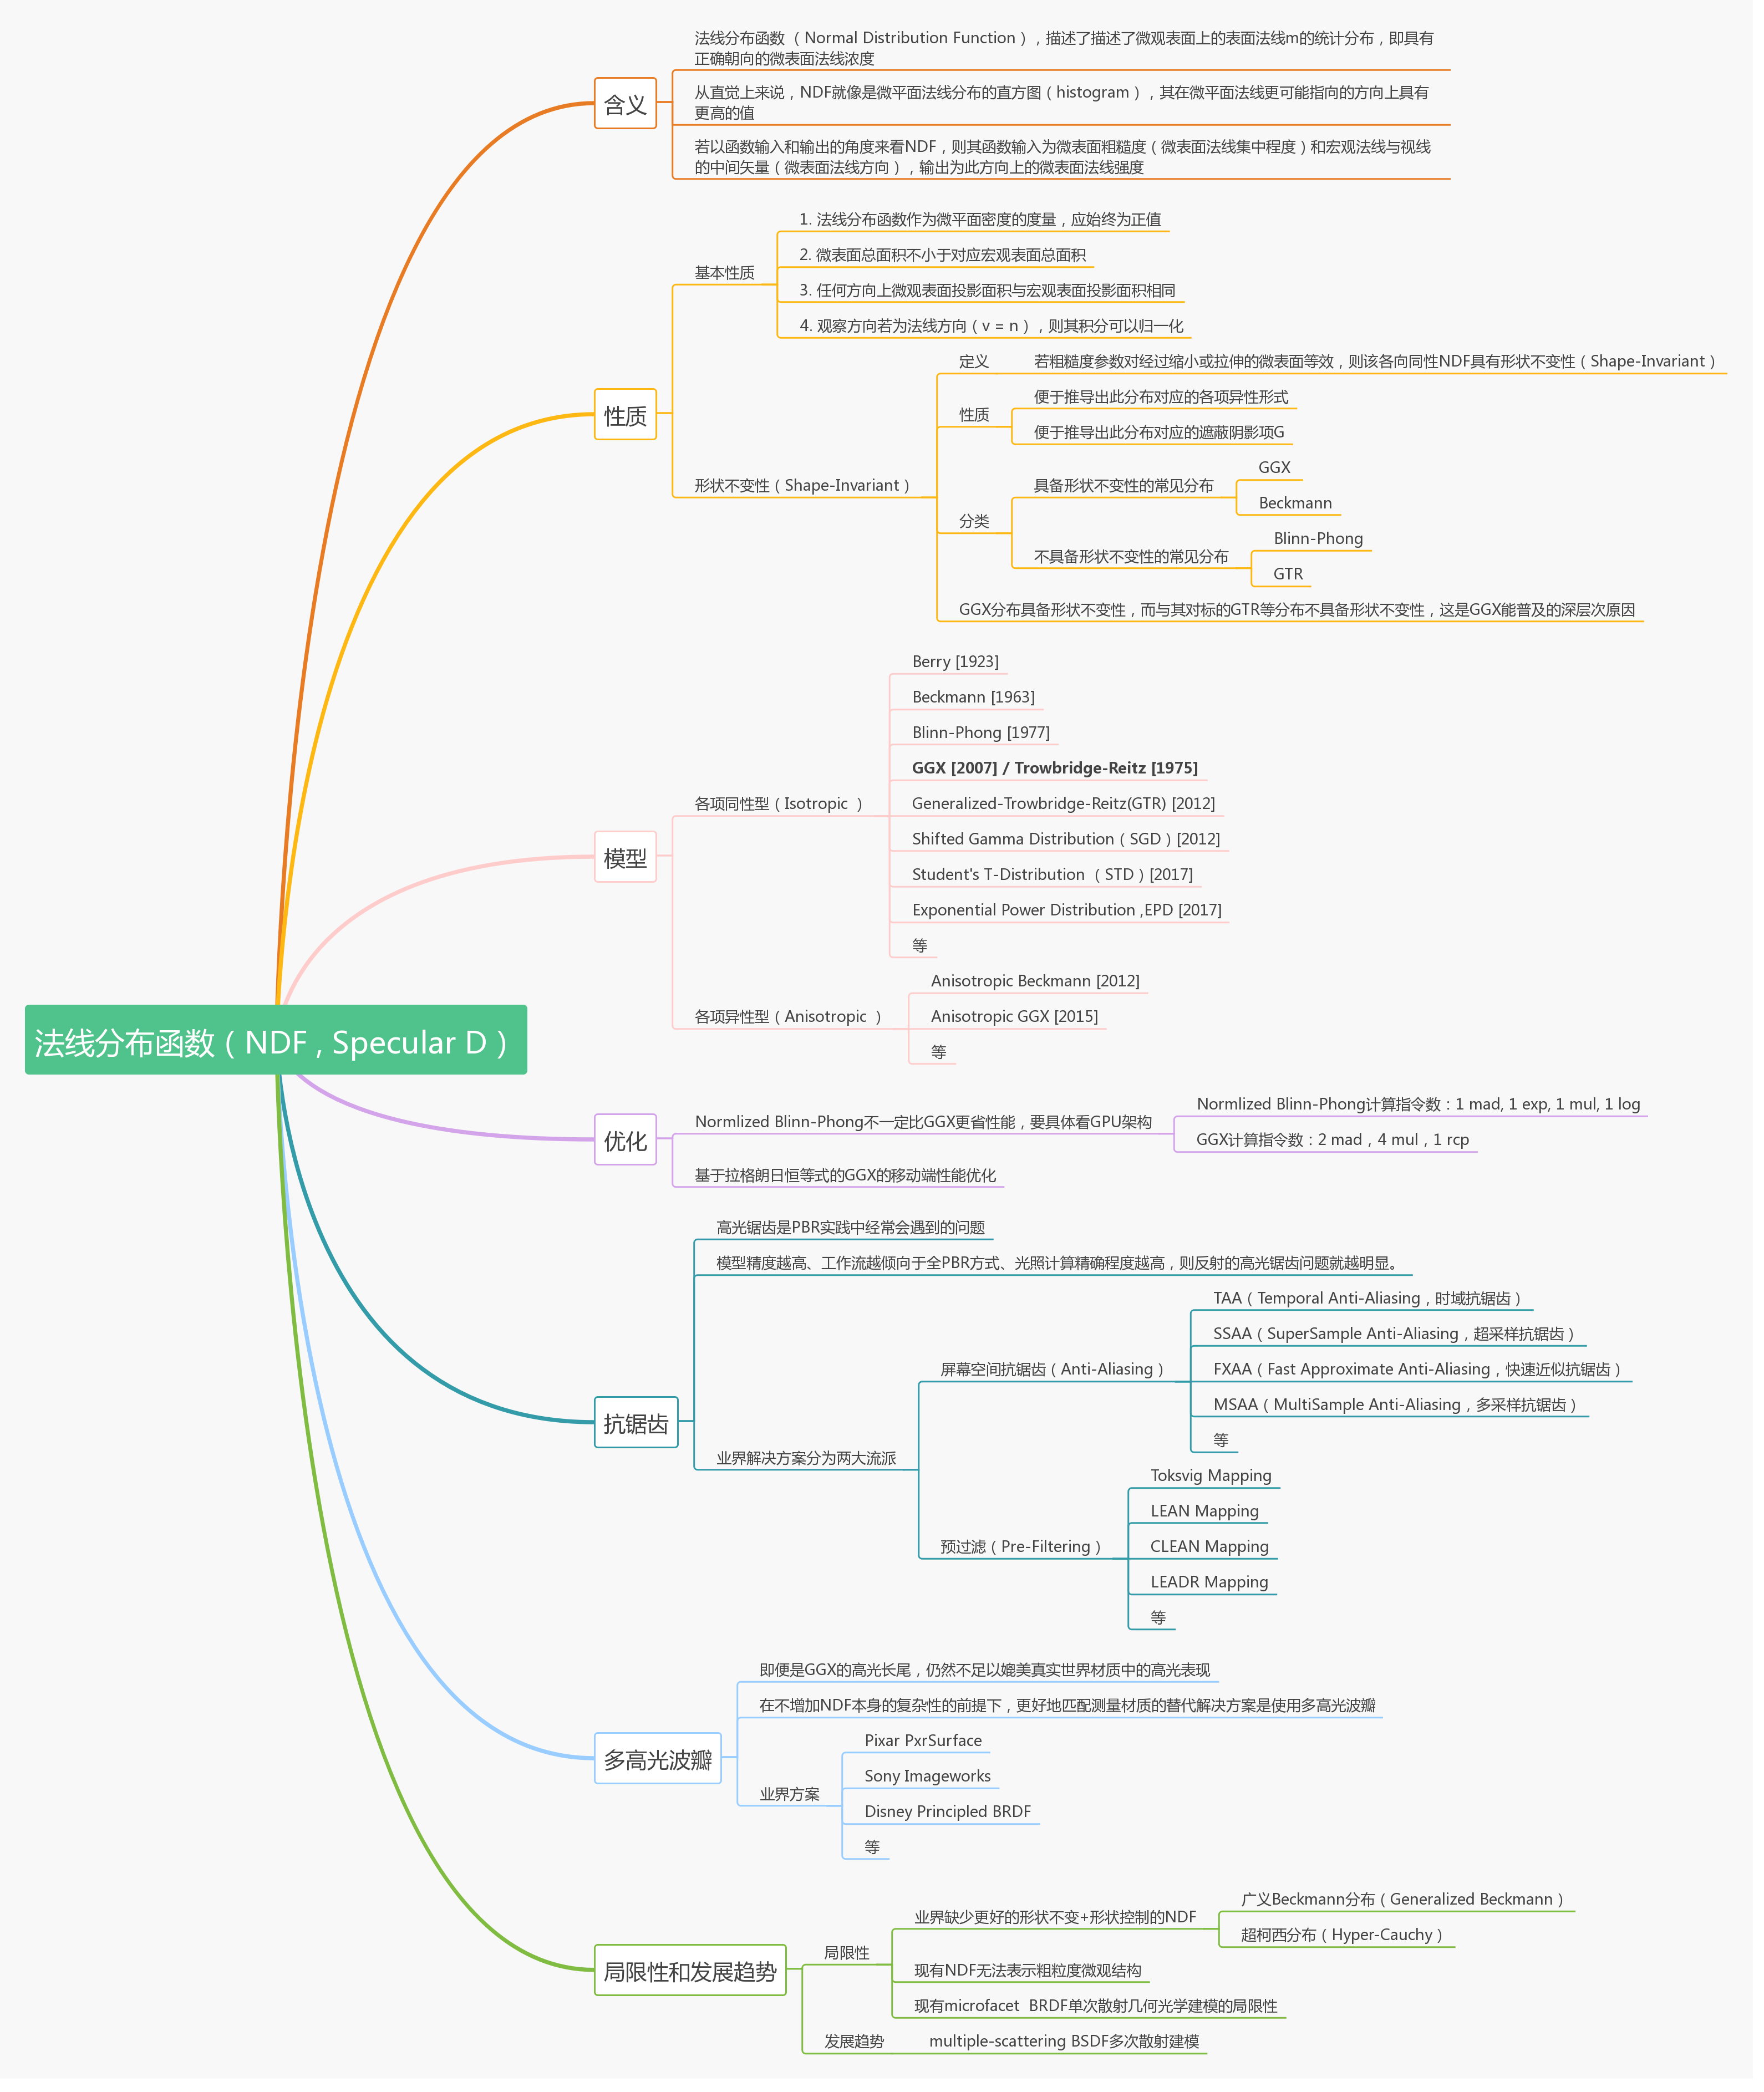 法线分布函数（NDF , Specular D）
含义
法线分布函数 （Normal Distribution Function），描述了描述了微观表面上的表面法线m的统计分布，即具有
正确朝向的微表面法线浓度
从直觉上来说，NDF就像是微平面法线分布的直方图（histogram），其在微平面法线更可能指向的方向上具有
更高的值
若以函数输入和输出的角度来看NDF，则其函数输入为微表面粗糙度（微表面法线集中程度）和宏观法线与视线
的中间矢量（微表面法线方向），输出为此方向上的微表面法线强度
性质
基本性质
1. 法线分布函数作为微平面密度的度量，应始终为正值
2. 微表面总面积不小于对应宏观表面总面积
3. 任何方向上微观表面投影面积与宏观表面投影面积相同
4. 观察方向若为法线方向（v = n），则其积分可以归一化
形状不变性（Shape-Invariant）
定义
若粗糙度参数对经过缩小或拉伸的微表面等效，则该各向同性NDF具有形状不变性（Shape-Invariant）
性质
便于推导出此分布对应的各项异性形式
便于推导出此分布对应的遮蔽阴影项G
分类
具备形状不变性的常见分布
GGX
Beckmann
不具备形状不变性的常见分布
Blinn-Phong
GTR
GGX分布具备形状不变性，而与其对标的GTR等分布不具备形状不变性，这是GGX能普及的深层次原因
模型
各项同性型（Isotropic ）
Berry [1923]
Beckmann [1963]
Blinn-Phong [1977]
GGX [2007] / Trowbridge-Reitz [1975]
Generalized-Trowbridge-Reitz(GTR) [2012]
Shifted Gamma Distribution（SGD）[2012]
Student's T-Distribution （STD）[2017]
Exponential Power Distribution ,EPD [2017]
等
各项异性型（Anisotropic ）
Anisotropic Beckmann [2012]
Anisotropic GGX [2015]
等
优化
Normlized Blinn-Phong不一定比GGX更省性能，要具体看GPU架构
Normlized Blinn-Phong计算指令数：1 mad, 1 exp, 1 mul, 1 log
GGX计算指令数：2 mad，4 mul，1 rcp
基于拉格朗日恒等式的GGX的移动端性能优化
抗锯齿
高光锯齿是PBR实践中经常会遇到的问题
模型精度越高、工作流越倾向于全PBR方式、光照计算精确程度越高，则反射的高光锯齿问题就越明显。
业界解决方案分为两大流派
屏幕空间抗锯齿（Anti-Aliasing）
TAA（Temporal Anti-Aliasing，时域抗锯齿）
SSAA（SuperSample Anti-Aliasing，超采样抗锯齿）
FXAA（Fast Approximate Anti-Aliasing，快速近似抗锯齿）
MSAA（MultiSample Anti-Aliasing，多采样抗锯齿）
等
预过滤（Pre-Filtering）
Toksvig Mapping
LEAN Mapping
CLEAN Mapping
LEADR Mapping
等
多高光波瓣
即便是GGX的高光长尾，仍然不足以媲美真实世界材质中的高光表现
在不增加NDF本身的复杂性的前提下，更好地匹配测量材质的替代解决方案是使用多高光波瓣
业界方案
Pixar PxrSurface
Sony Imageworks
Disney Principled BRDF
等
局限性和发展趋势
局限性
业界缺少更好的形状不变+形状控制的NDF
广义Beckmann分布（Generalized Beckmann）
超柯西分布（Hyper-Cauchy）
现有NDF无法表示粗粒度微观结构
现有microfacet  BRDF单次散射几何光学建模的局限性
发展趋势
multiple-scattering BSDF多次散射建模